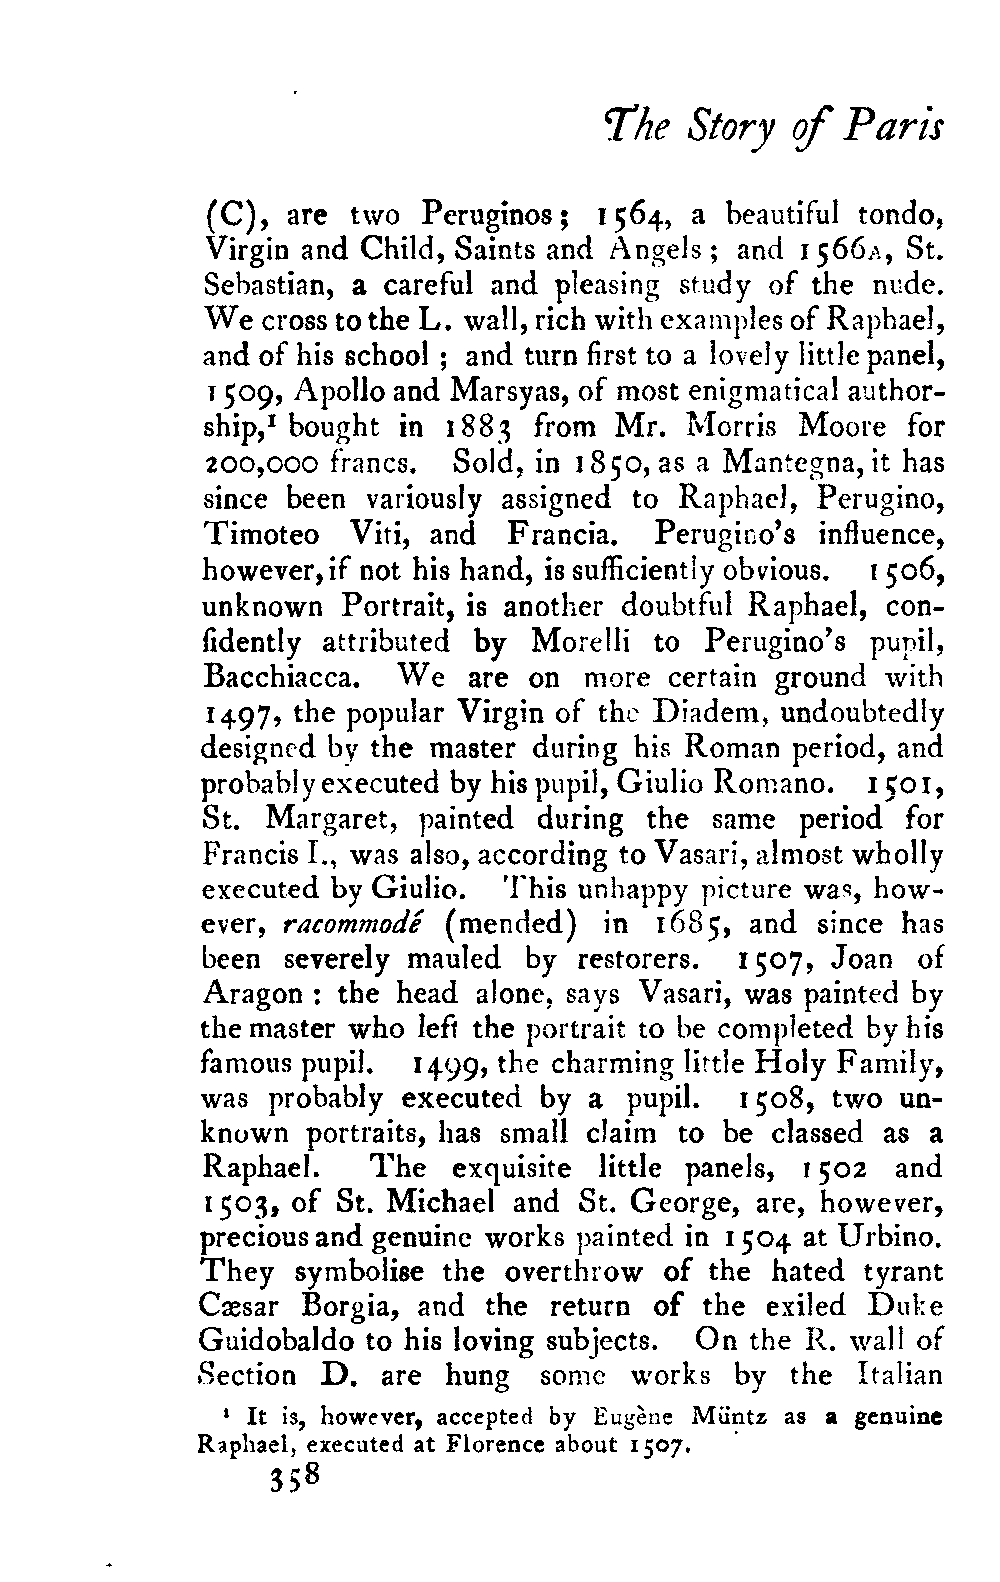 The Story of Paris
(C), are two Peruginos; 1564, a beautiful tondo,
Virgin and Child, Saints and Angels; and 1566A, St.
Sebastian, a careful and pleasing study of the nude.
We cross to the L. wall, rich with examples of Raphael,
and of his school; and turn first to a lovely little panel,
1509, Apollo and Marsyas, of most enigmatical author-
ship,¹ bought in 1883 from Mr. Morris Moore for
200,000 francs. Sold, in 1850, as a Mantegna, it has
since been variously assigned to Raphael, Perugino,
Timoteo Viti, and Francia. Perugino's influence,
however, if not his hand, is sufficiently obvious. 1506,
unknown Portrait, is another doubtful Raphael, con-
fidently attributed by Morelli to Perugino's pupil,
Bacchiacca. We are on more certain ground with
1497, the popular Virgin of the Diadem, undoubtedly
designed by the master during his Roman period, and
probably executed by his pupil, Giulio Romano. 1501,
St. Margaret, painted during the same period for
Francis I., was also, according to Vasari, almost wholly
executed by Giulio. This unhappy picture was, how-
ever, racommodé (mended) in 1685, and since has
been severely mauled by restorers. 1507, Joan of
Aragon : the head alone, says Vasari, was painted by
the master who left the portrait to be completed by his
famous pupil. 1499, the charming little Holy Family,
was probably executed by a pupil. 1508, two un-
known portraits, has small claim to be classed as a
Raphael. The exquisite little panels, 1502 and
1503, of St. Michael and St. George, are, however,
precious and genuine works painted in 1504 at Urbino.
They symbolise the overthrow of the hated tyrant
Cæsar Borgia, and the return of the exiled Duke
Guidobaldo to his loving subjects. On the R. wall of
Section D. are hung some works by the Italian
¹ It is, however, accepted by Eugène Müntz as a genuine
Raphael, executed at Florence about 1507.
358